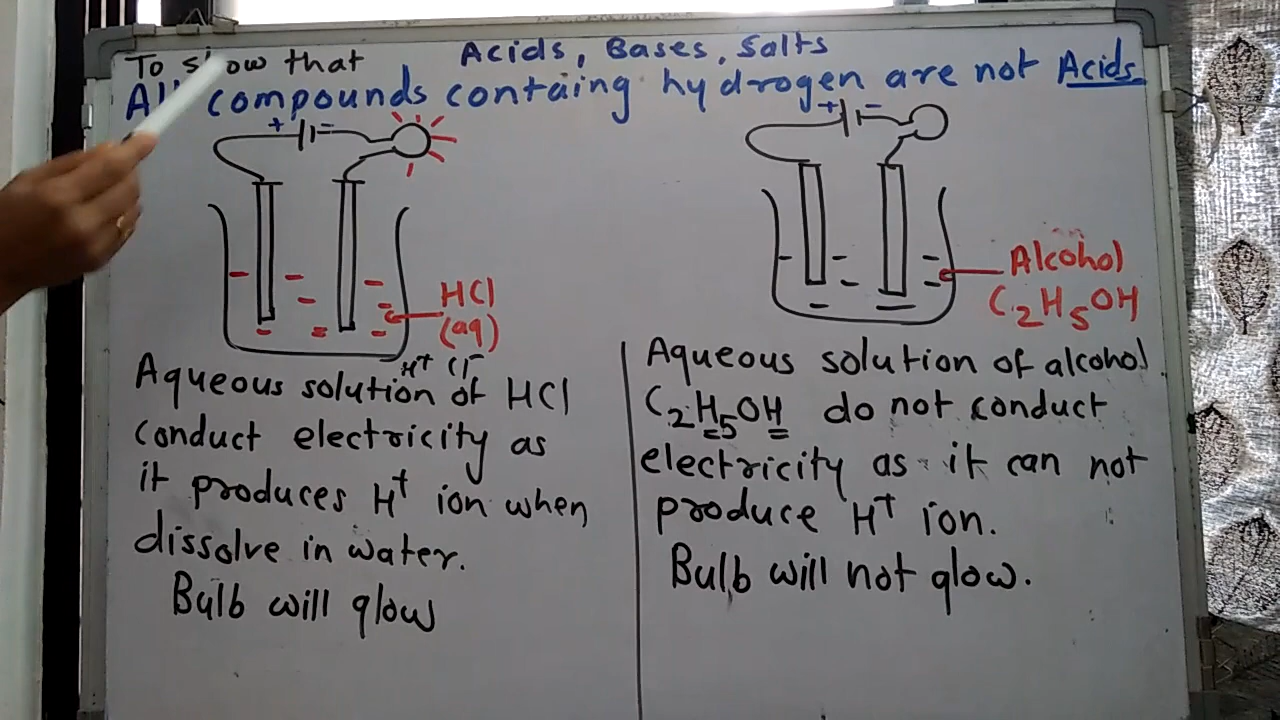 Acids, Bases, Salts
To show that
All compounds containg hydrogen are not Acids
+ -
+ -
HCl
(aq)
H+ Cl-
Alcohol
C2H5OH
Aqueous solution of HCl
conduct electricity as
it produces H+ ion when
dissolve in water.
Bulb will glow
Aqueous solution of alcohol
C2H5OH do not conduct
electricity as it can not
produce H+ ion.
Bulb will not glow.